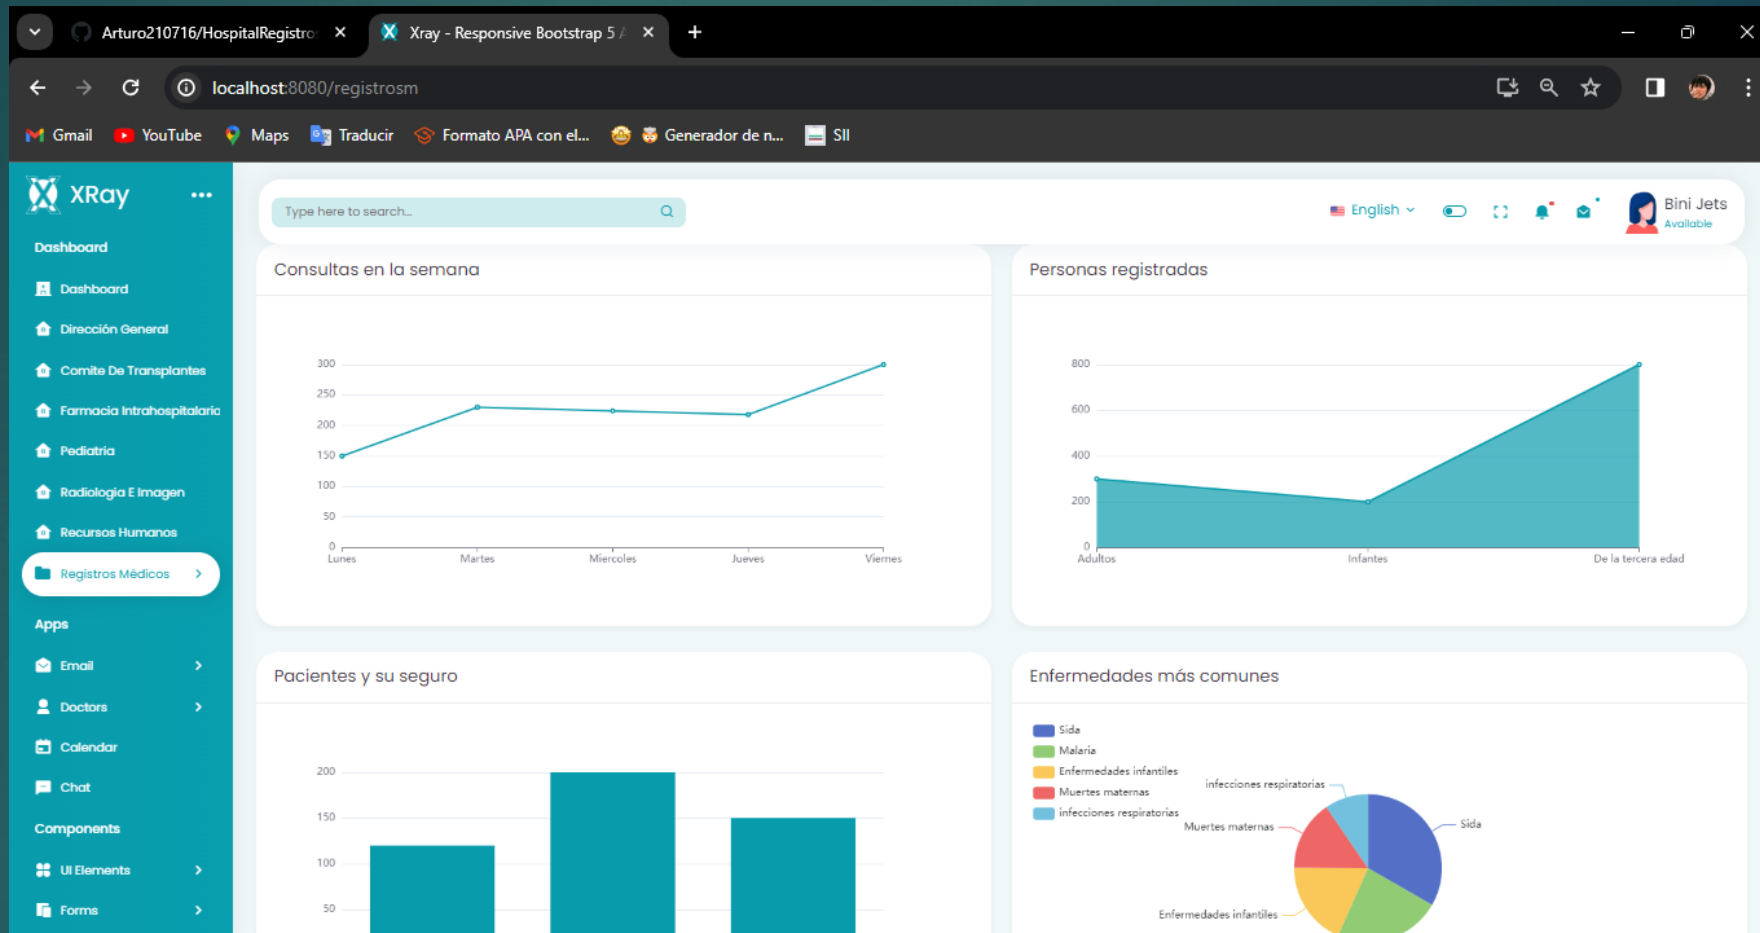 Arturo210716/HospitalRegistro
Xray - Responsive Bootstrap 5 A
localhost:8080/registrosm
Gmail
YouTube
Maps
Traducir
Formato APA con el...
Generador de n...
SII
XRay
Dashboard
Dashboard
Dirección General
Comite De Transplantes
Farmacia Intrahospitalaria
Pediatria
Radiologia E Imagen
Recursos Humanos
Registros Médicos
Apps
Email
Doctors
Calendar
Chat
Components
UI Elements
Forms
Type here to search...
English
Bini Jets
Available
Consultas en la semana
300
250
200
150
100
50
0
Lunes Martes Miercoles Jueves Viernes
Personas registradas
800
600
400
200
0
Adultos Infantes De la tercera edad
Pacientes y su seguro
200
150
100
50
Enfermedades más comunes
Sida
Malaria
Enfermedades infantiles
Muertes maternas
infecciones respiratorias
infecciones respiratorias
Muertes maternas
Sida
Enfermedades infantiles